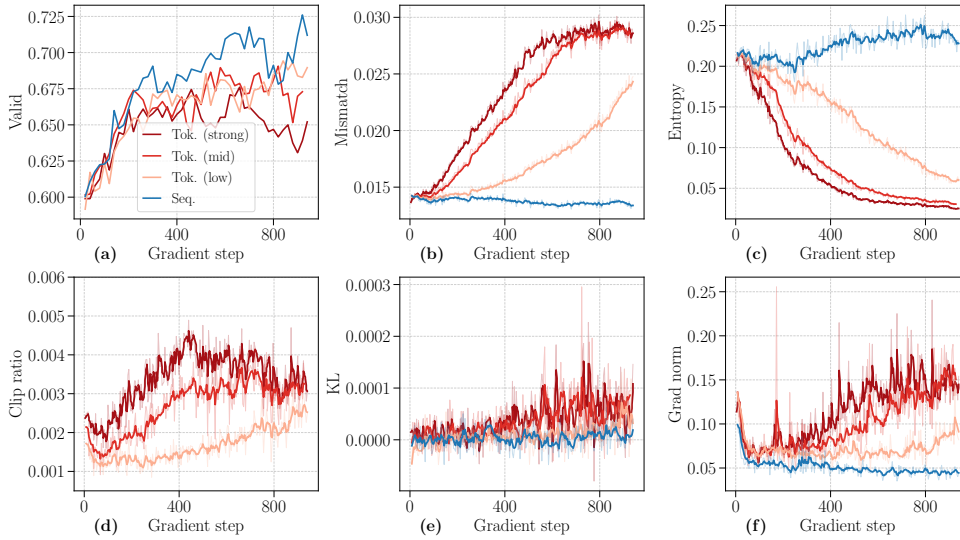 0.725
0.700
0.675
0.650
0.625
0.600
Valid
Tok. (strong)
Tok. (mid)
Tok. (low)
Seq.
0 400 800
(a) Gradient step
0.030
0.025
0.020
0.015
Mismatch
0 400 800
(b) Gradient step
0.25
0.20
0.15
0.10
0.05
Entropy
0 400 800
(c) Gradient step
0.006
0.005
0.004
0.003
0.002
0.001
Clip ratio
0 400 800
(d) Gradient step
0.0003
0.0002
0.0001
0.0000
KL
0 400 800
(e) Gradient step
0.25
0.20
0.15
0.10
0.05
Grad norm
0 400 800
(f) Gradient step